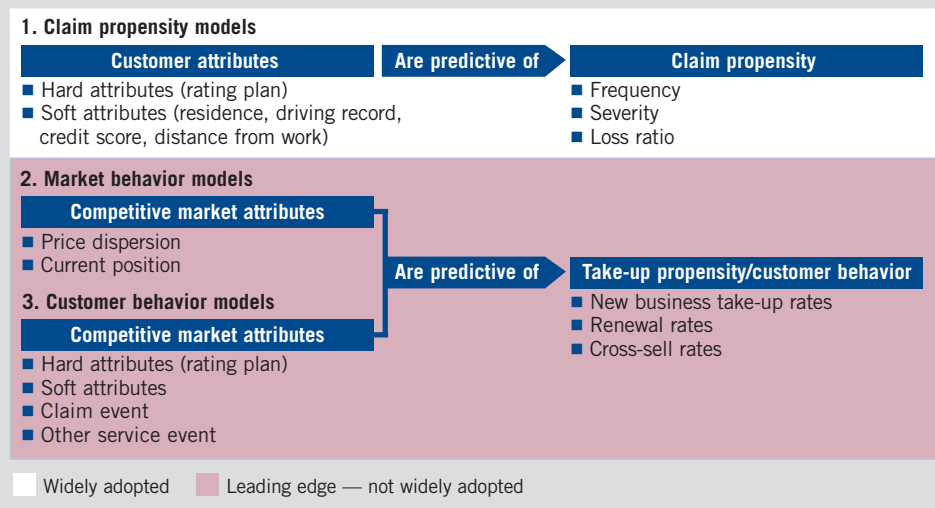 1. Claim propensity models
Customer attributes
Are predictive of
Claim propensity
■ Hard attributes (rating plan)
■ Soft attributes (residence, driving record,
credit score, distance from work)
■ Frequency
■ Severity
■ Loss ratio
2. Market behavior models
Competitive market attributes
■ Price dispersion
■ Current position
3. Customer behavior models
Competitive market attributes
■ Hard attributes (rating plan)
■ Soft attributes
■ Claim event
■ Other service event
Are predictive of
Take-up propensity/customer behavior
■ New business take-up rates
■ Renewal rates
■ Cross-sell rates
Widely adopted
Leading edge — not widely adopted